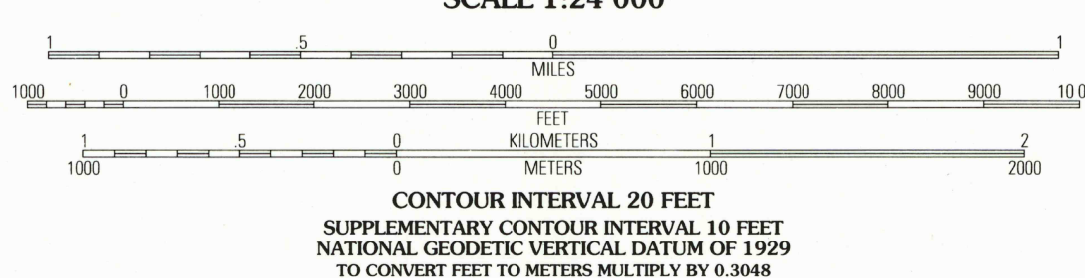 SCALE 1:24 000
1 .5 0 1
MILES
1000 0 1000 2000 3000 4000 5000 6000 7000 8000 9000 10 0
FEET
1 .5 0 KILOMETERS 1 2
1000 0 METERS 1000 2000
CONTOUR INTERVAL 20 FEET
SUPPLEMENTARY CONTOUR INTERVAL 10 FEET
NATIONAL GEODETIC VERTICAL DATUM OF 1929
TO CONVERT FEET TO METERS MULTIPLY BY 0.3048